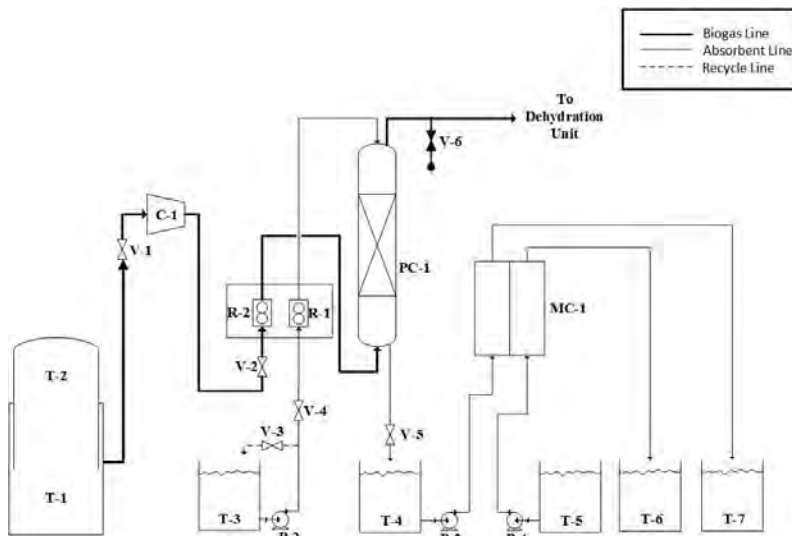 Biogas Line
Absorbent Line
Recycle Line
To
Dehydration
Unit
V-6
C-1
V-1
PC-1
R-2
R-1
MC-1
V-2
T-2
V-4
V-3
V-5
T-1
T-3
T-4
T-5
T-6
T-7